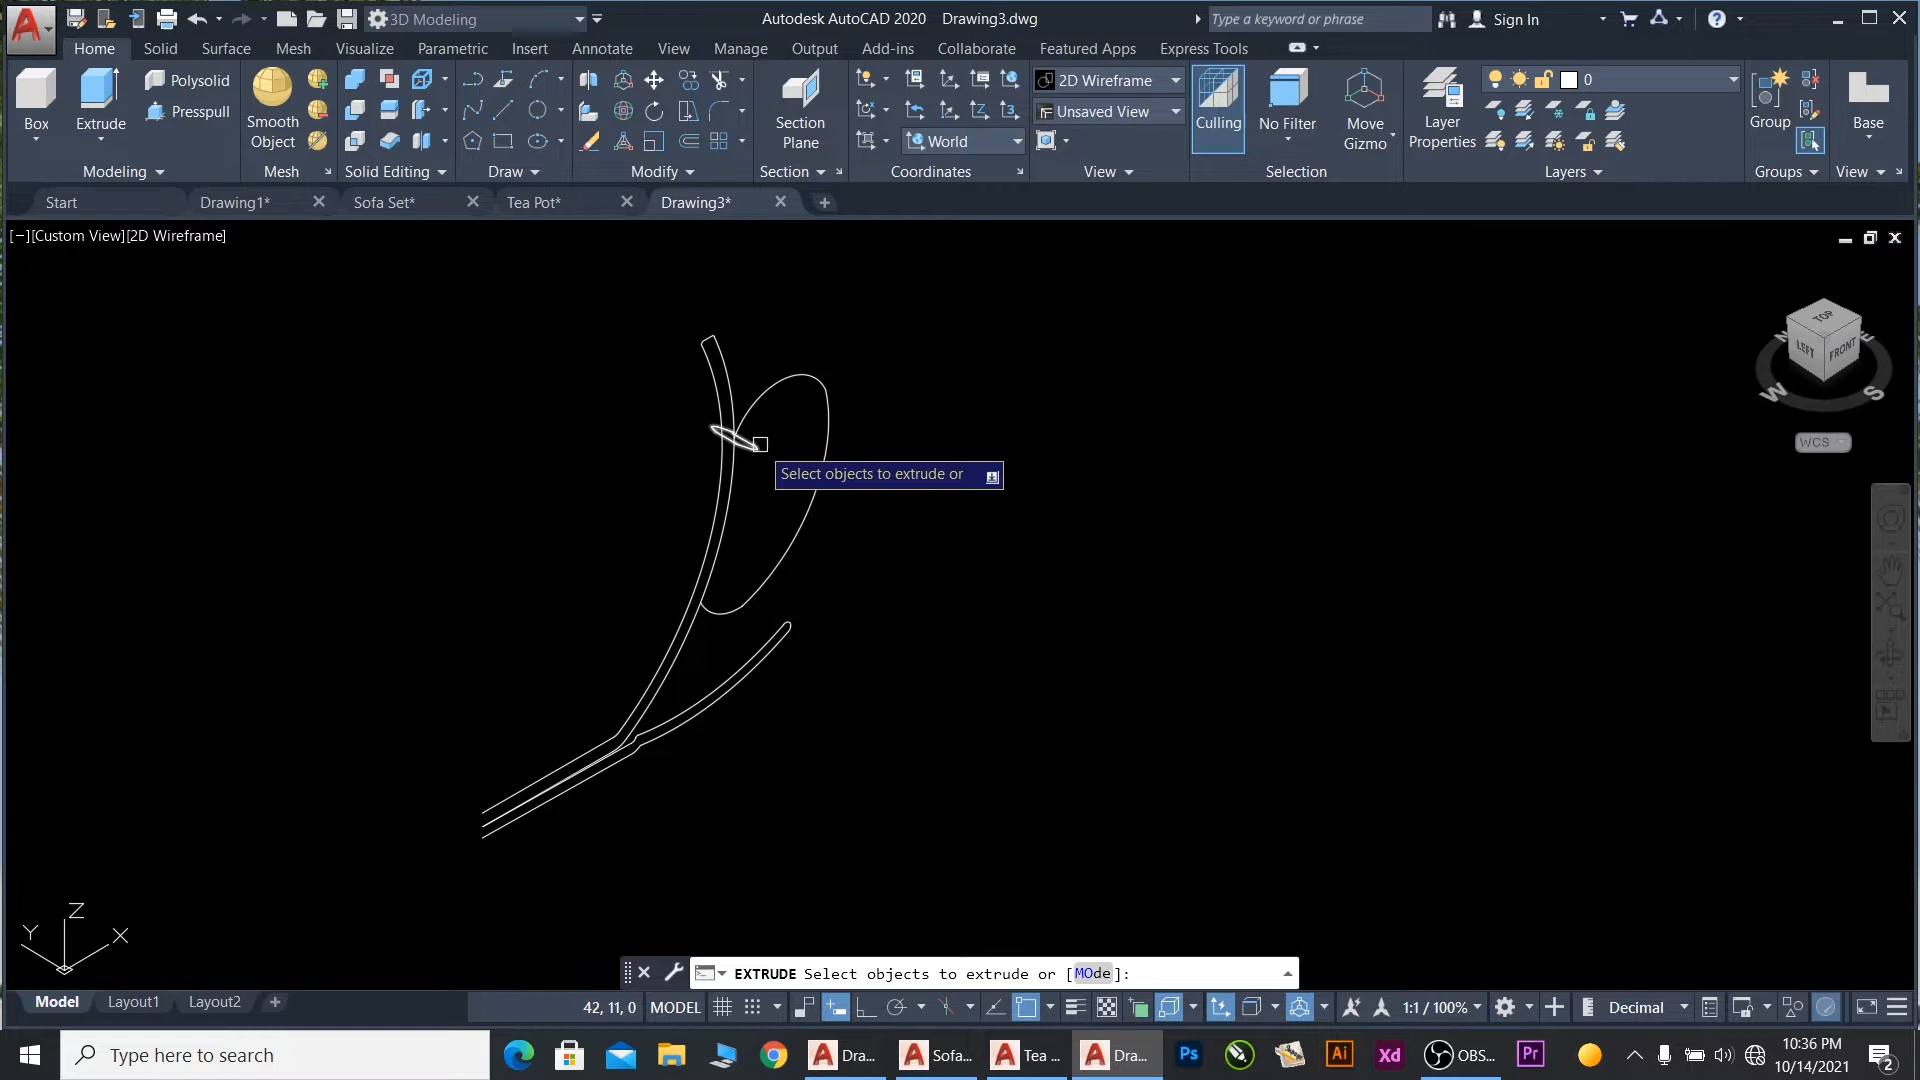 3D Modeling
Autodesk AutoCAD 2020 Drawing3.dwg
Type a keyword or phrase
Sign In
Home Solid Surface Mesh Visualize Parametric Insert Annotate View Manage Output Add-ins Collaborate Featured Apps Express Tools
Box
Extrude
Polysolid
Presspull
Smooth
Object
Section
Plane
World
2D Wireframe
Unsaved View
Culling
No Filter
Move
Gizmo
Layer
Properties
0
Group
Base
Modeling Mesh Solid Editing Draw Modify Section Coordinates View Selection Layers Groups View
Start Drawing1* Sofa Set* Tea Pot* Drawing3*
[−][Custom View][2D Wireframe]
TOP
LEFT
FRONT
N
E
W
S
WCS
Select objects to extrude or
Z
Y
X
EXTRUDE Select objects to extrude or [MOde]:
Model Layout1 Layout2
42, 11, 0 MODEL 1:1 / 100% Decimal
Type here to search
Dra...
Sofa...
Tea ...
Dra...
Ps
Ai
Xd
OBS...
Pr
10:36 PM
10/14/2021
2